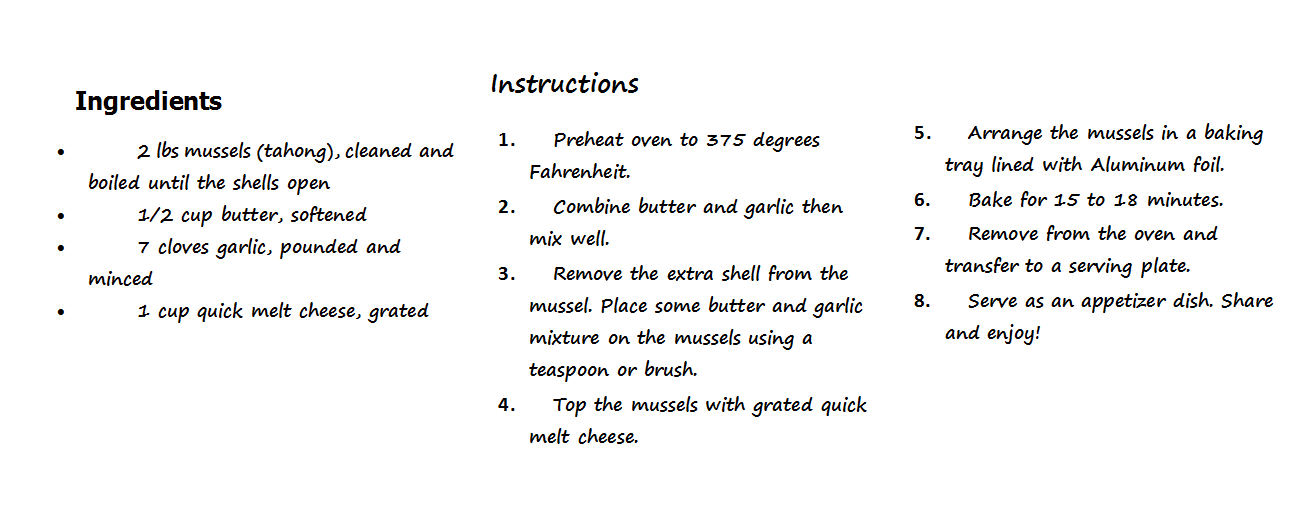 Ingredients
• 2 lbs mussels (tahong), cleaned and
boiled until the shells open
• 1/2 cup butter, softened
• 7 cloves garlic, pounded and
minced
• 1 cup quick melt cheese, grated
Instructions
1. Preheat oven to 375 degrees
Fahrenheit.
2. Combine butter and garlic then
mix well.
3. Remove the extra shell from the
mussel. Place some butter and garlic
mixture on the mussels using a
teaspoon or brush.
4. Top the mussels with grated quick
melt cheese.
5. Arrange the mussels in a baking
tray lined with Aluminum foil.
6. Bake for 15 to 18 minutes.
7. Remove from the oven and
transfer to a serving plate.
8. Serve as an appetizer dish. Share
and enjoy!